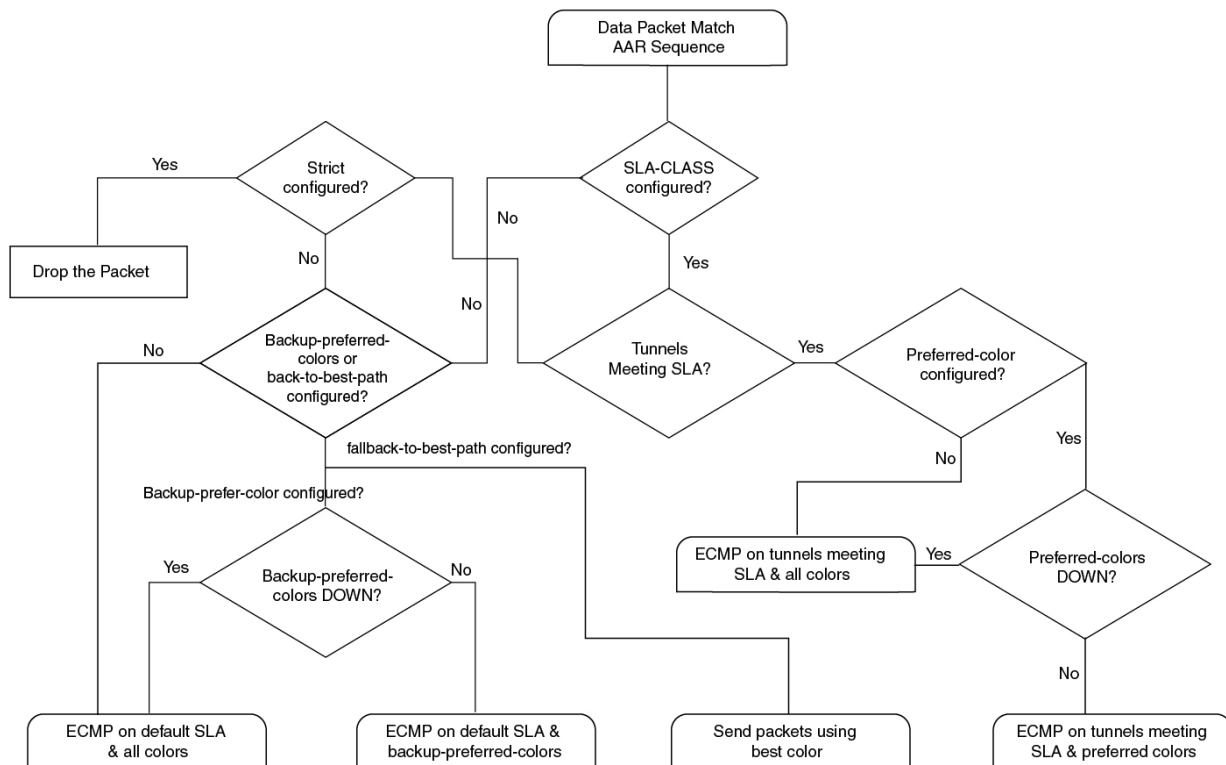 Data Packet Match
AAR Sequence
Yes
Strict
configured?
SLA-CLASS
configured?
No
Drop the Packet
No
Yes
No
No
Backup-preferred-
colors or
back-to-best-path
configured?
Tunnels
Meeting SLA?
Yes
Preferred-color
configured?
Yes
fallback-to-best-path configured?
No
Backup-prefer-color configured?
Yes
Backup-preferred-
colors DOWN?
No
ECMP on tunnels meeting
SLA & all colors
Yes
Preferred-colors
DOWN?
No
ECMP on default SLA
& all colors
ECMP on default SLA &
backup-preferred-colors
Send packets using
best color
ECMP on tunnels meeting
SLA & preferred colors